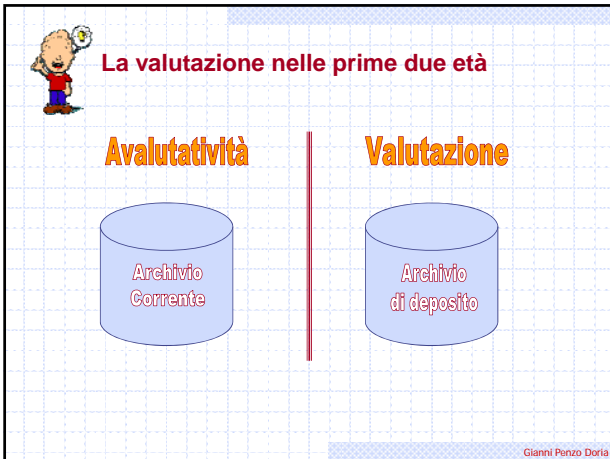 La valutazione nelle prime due età
Avalutatività
Valutazione
Archivio
Corrente
Archivio
di deposito
Gianni Penzo Doria